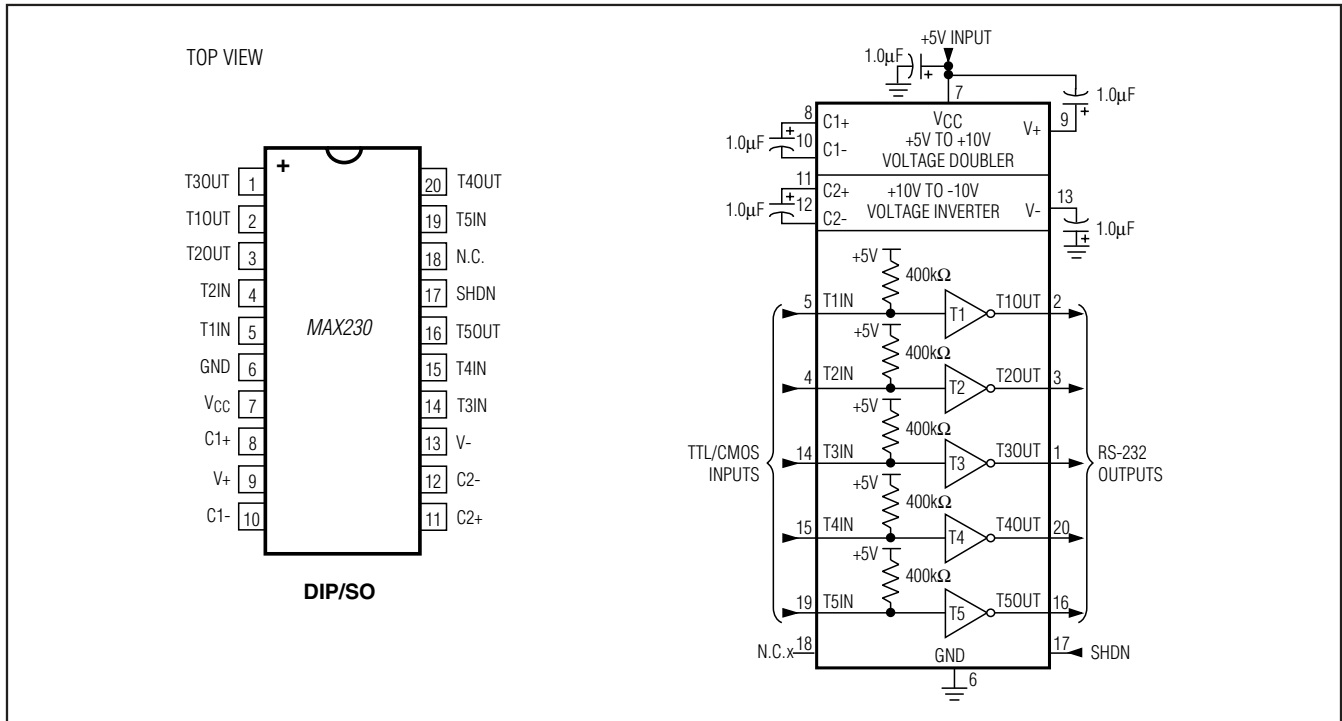 TOP VIEW
+
T3OUT 1
T1OUT 2
T2OUT 3
T2IN 4
T1IN 5
GND 6
VCC 7
C1+ 8
V+ 9
C1- 10
MAX230
20 T4OUT
19 T5IN
18 N.C.
17 SHDN
16 T5OUT
15 T4IN
14 T3IN
13 V-
12 C2-
11 C2+
DIP/SO
+5V INPUT
1.0µF
+
7
1.0µF
+
9 V+
8 C1+
1.0µF
+
10 C1-
VCC
+5V TO +10V
VOLTAGE DOUBLER
11 C2+
1.0µF
+
12 C2-
+10V TO -10V
VOLTAGE INVERTER
V- 13
1.0µF
+
+5V
400kΩ
5 T1IN T1 T1OUT 2
+5V
400kΩ
4 T2IN T2 T2OUT 3
+5V
400kΩ
TTL/CMOS
INPUTS
14 T3IN T3 T3OUT 1
RS-232
OUTPUTS
+5V
400kΩ
15 T4IN T4 T4OUT 20
+5V
400kΩ
19 T5IN T5 T5OUT 16
N.C.x 18
GND
17 SHDN
6